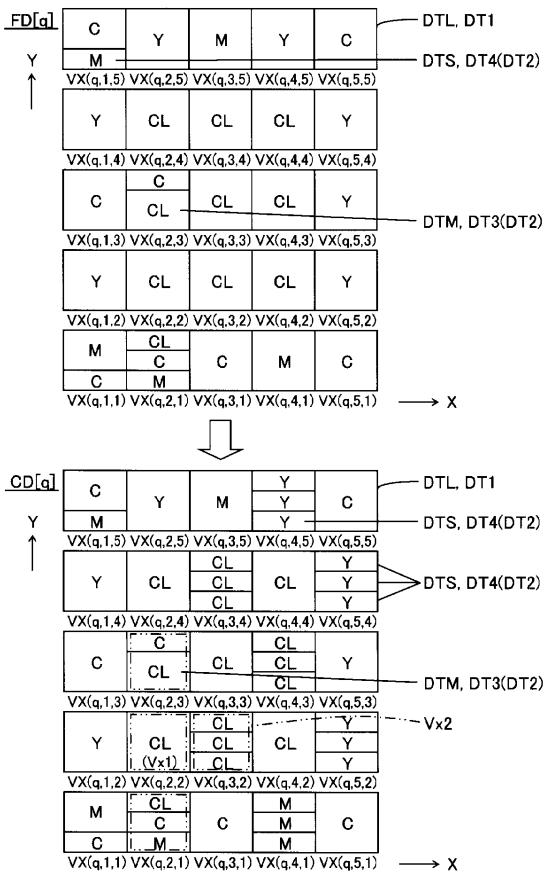 FD[q]
Y
C Y M Y C
M
DTL, DT1
DTS, DT4(DT2)
VX(q,1,5) VX(q,2,5) VX(q,3,5) VX(q,4,5) VX(q,5,5)
Y CL CL CL Y
VX(q,1,4) VX(q,2,4) VX(q,3,4) VX(q,4,4) VX(q,5,4)
C
C CL CL CL Y
DTM, DT3(DT2)
VX(q,1,3) VX(q,2,3) VX(q,3,3) VX(q,4,3) VX(q,5,3)
Y CL CL CL Y
VX(q,1,2) VX(q,2,2) VX(q,3,2) VX(q,4,2) VX(q,5,2)
CL
M C C M C
C M
VX(q,1,1) VX(q,2,1) VX(q,3,1) VX(q,4,1) VX(q,5,1)
X
CD[q]
Y
Y
C Y M Y C
M Y
DTL, DT1
DTS, DT4(DT2)
VX(q,1,5) VX(q,2,5) VX(q,3,5) VX(q,4,5) VX(q,5,5)
CL Y
Y CL CL CL Y
CL Y
DTS, DT4(DT2)
VX(q,1,4) VX(q,2,4) VX(q,3,4) VX(q,4,4) VX(q,5,4)
C CL
C CL CL CL Y
CL
DTM, DT3(DT2)
VX(q,1,3) VX(q,2,3) VX(q,3,3) VX(q,4,3) VX(q,5,3)
CL Y
Vx2
Y CL CL CL Y
(Vx1) CL Y
VX(q,1,2) VX(q,2,2) VX(q,3,2) VX(q,4,2) VX(q,5,2)
M CL M
C C M C
C M M
VX(q,1,1) VX(q,2,1) VX(q,3,1) VX(q,4,1) VX(q,5,1)
X